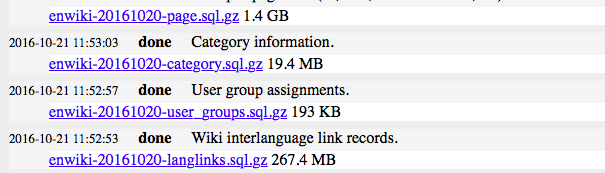 enwiki-20161020-page.sql.gz 1.4 GB
2016-10-21 11:53:03 done Category information.
enwiki-20161020-category.sql.gz 19.4 MB
2016-10-21 11:52:57 done User group assignments.
enwiki-20161020-user_groups.sql.gz 193 KB
2016-10-21 11:52:53 done Wiki interlanguage link records.
enwiki-20161020-langlinks.sql.gz 267.4 MB